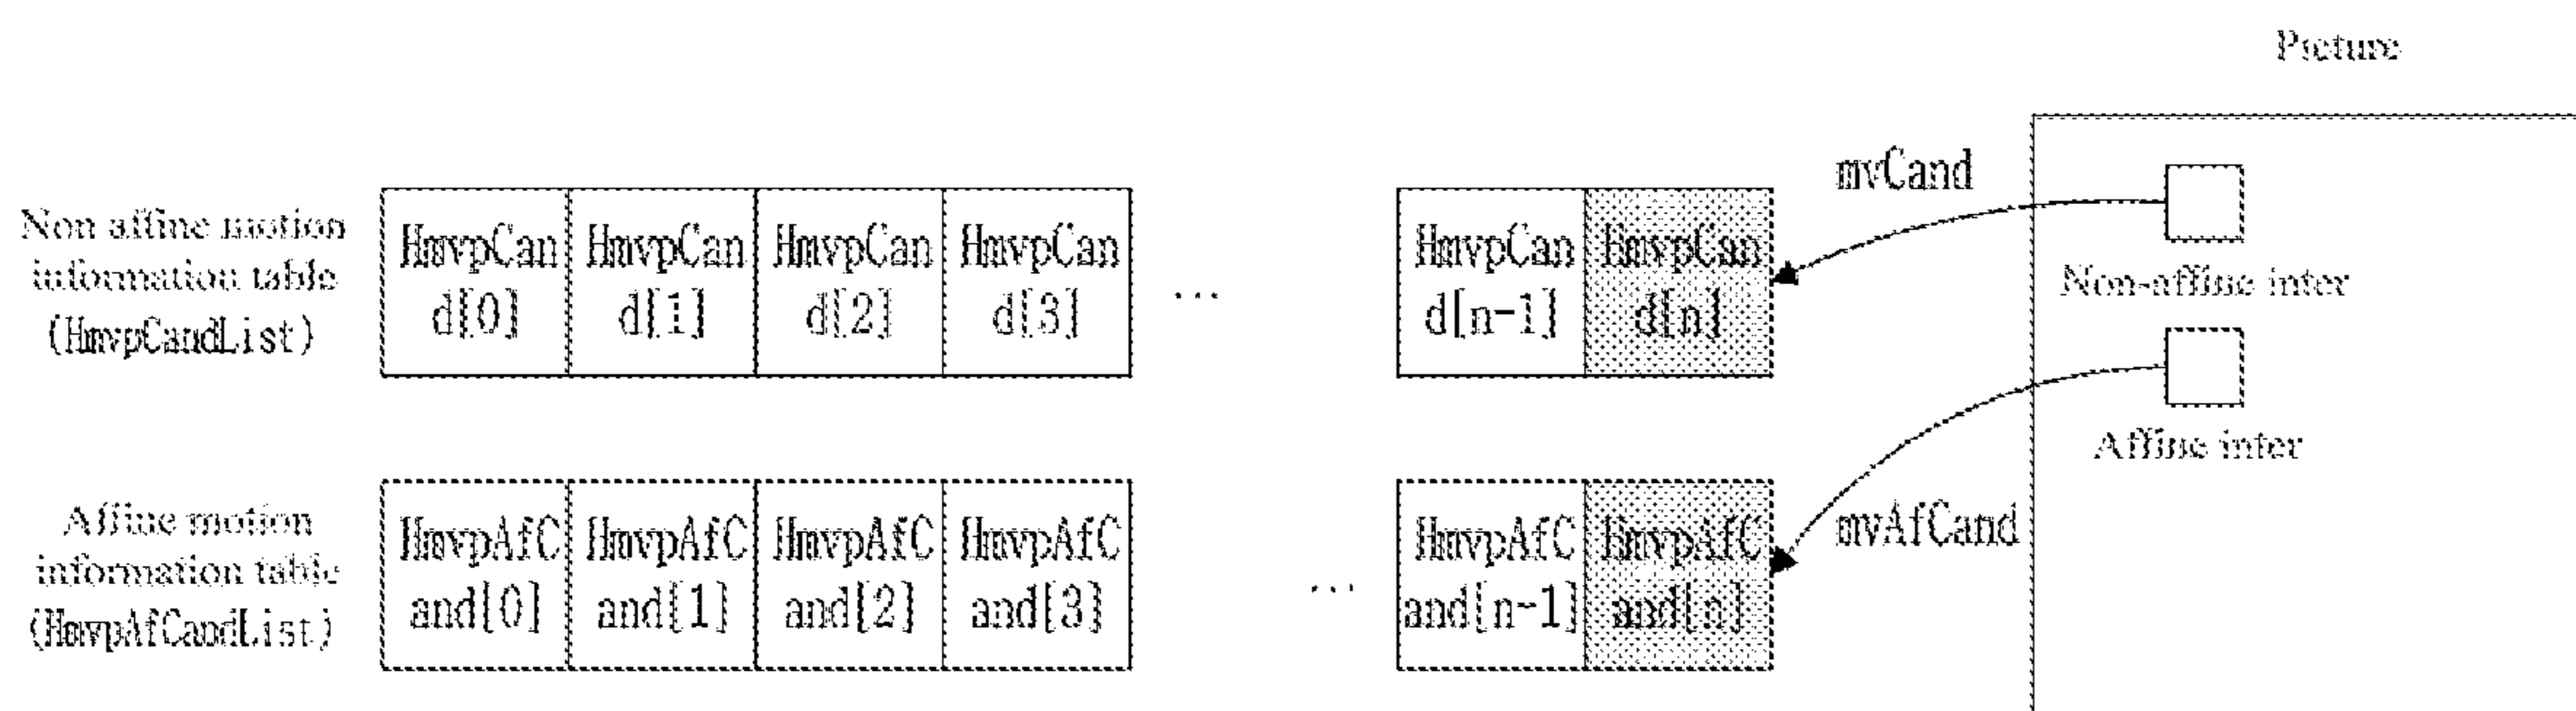 Picture
mvCand
Non affine motion
information table
(HmvpCandList)
HmvpCan
d[0]
HmvpCan
d[1]
HmvpCan
d[2]
HmvpCan
d[3]
...
HmvpCan
d[n-1]
HmvpCan
d[n]
Non-affine inter
Affine inter
Affine motion
information table
(HmvpAfCandList)
HmvpAfC
and[0]
HmvpAfC
and[1]
HmvpAfC
and[2]
HmvpAfC
and[3]
...
HmvpAfC
and[n-1]
HmvpAfC
and[n]
mvAfCand